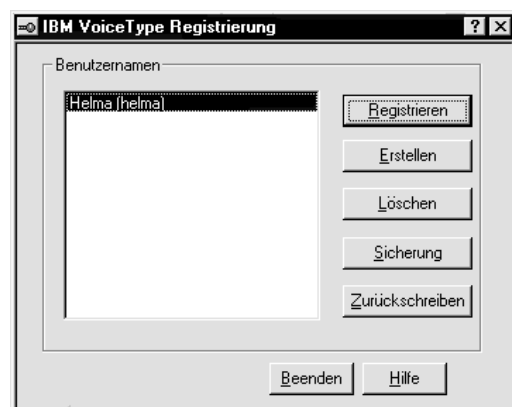 IBM VoiceType Registrierung
Benutzernamen
Helma (helma)
Registrieren
Erstellen
Löschen
Sicherung
Zurückschreiben
Beenden
Hilfe